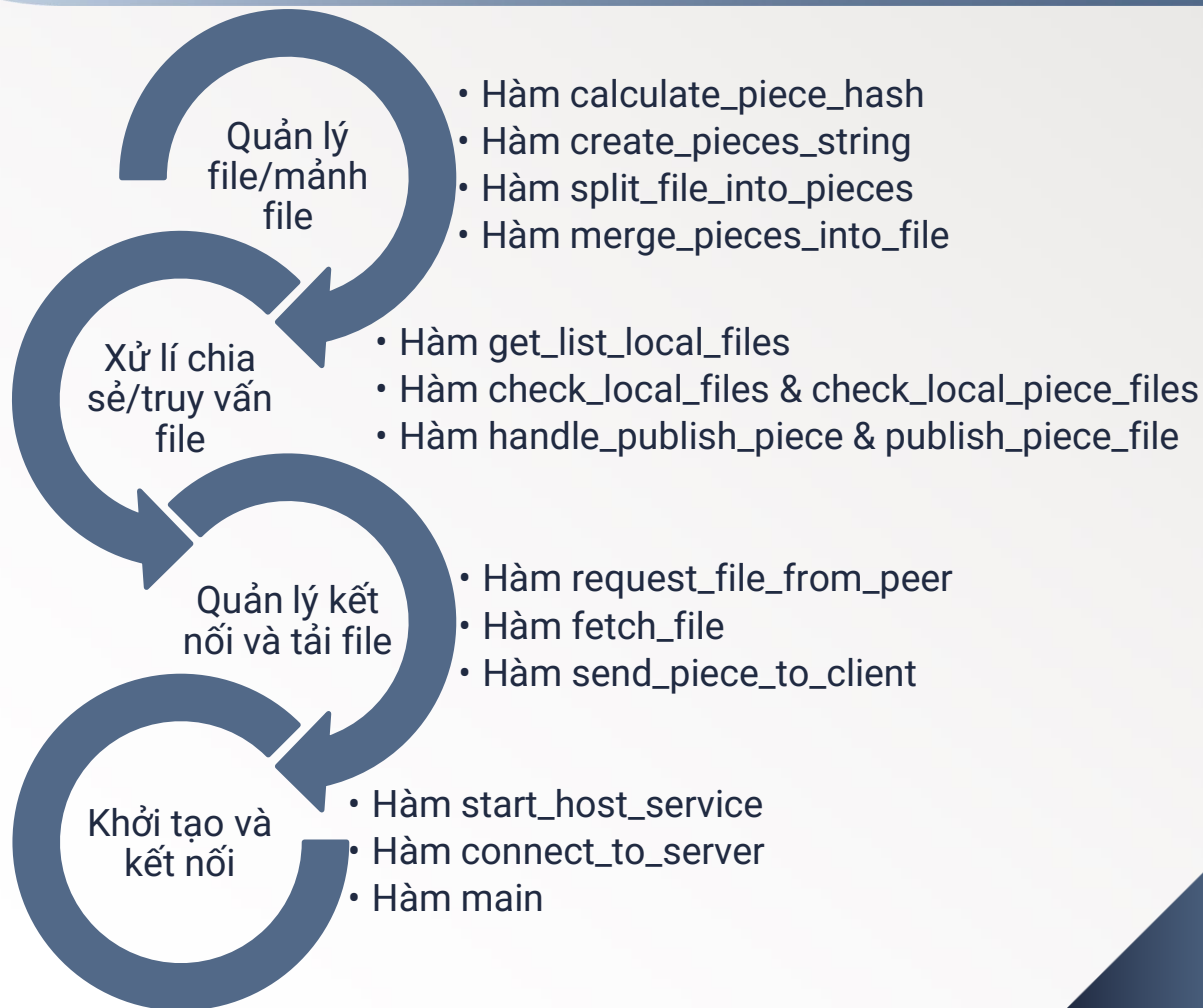 Quản lý
file/mảnh
file
• Hàm calculate_piece_hash
• Hàm create_pieces_string
• Hàm split_file_into_pieces
• Hàm merge_pieces_into_file
Xử lí chia
sẻ/truy vấn
file
• Hàm get_list_local_files
• Hàm check_local_files & check_local_piece_files
• Hàm handle_publish_piece & publish_piece_file
Quản lý kết
nối và tải file
• Hàm request_file_from_peer
• Hàm fetch_file
• Hàm send_piece_to_client
Khởi tạo và
kết nối
• Hàm start_host_service
• Hàm connect_to_server
• Hàm main